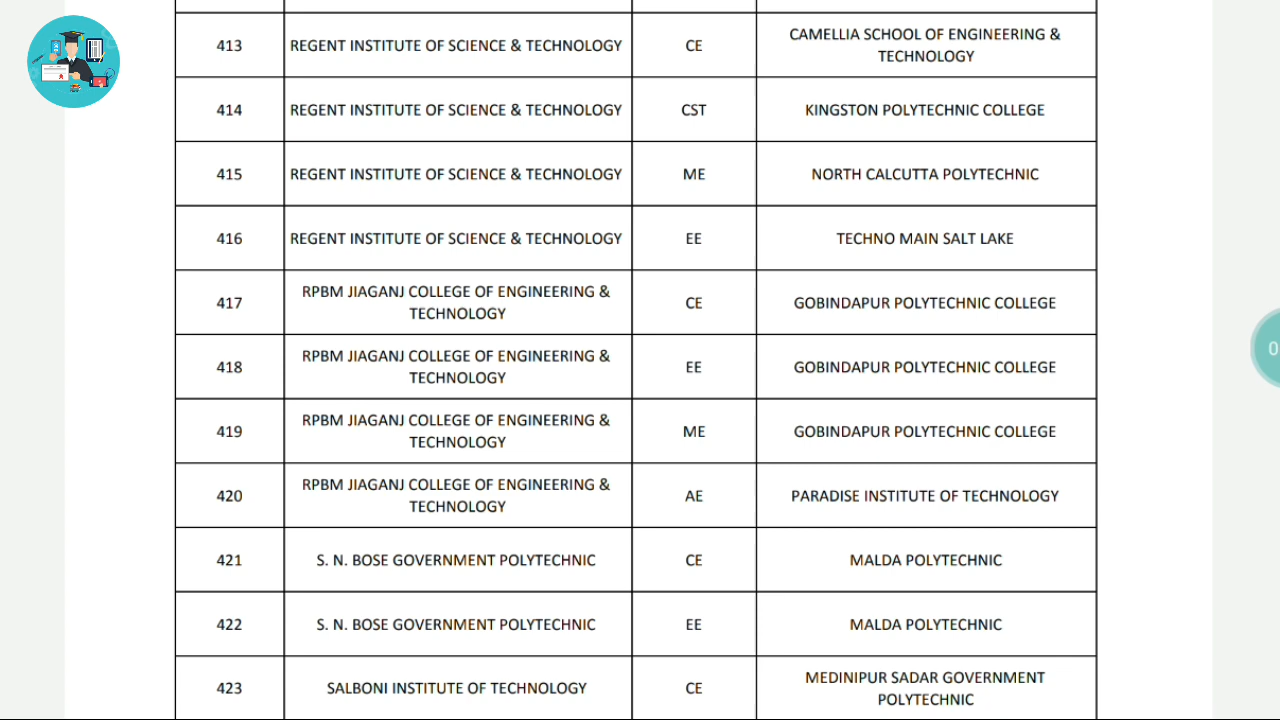 413 REGENT INSTITUTE OF SCIENCE & TECHNOLOGY CE CAMELLIA SCHOOL OF ENGINEERING &
TECHNOLOGY
414 REGENT INSTITUTE OF SCIENCE & TECHNOLOGY CST KINGSTON POLYTECHNIC COLLEGE
415 REGENT INSTITUTE OF SCIENCE & TECHNOLOGY ME NORTH CALCUTTA POLYTECHNIC
416 REGENT INSTITUTE OF SCIENCE & TECHNOLOGY EE TECHNO MAIN SALT LAKE
417 RPBM JIAGANJ COLLEGE OF ENGINEERING &
TECHNOLOGY CE GOBINDAPUR POLYTECHNIC COLLEGE
418 RPBM JIAGANJ COLLEGE OF ENGINEERING &
TECHNOLOGY EE GOBINDAPUR POLYTECHNIC COLLEGE
419 RPBM JIAGANJ COLLEGE OF ENGINEERING &
TECHNOLOGY ME GOBINDAPUR POLYTECHNIC COLLEGE
420 RPBM JIAGANJ COLLEGE OF ENGINEERING &
TECHNOLOGY AE PARADISE INSTITUTE OF TECHNOLOGY
421 S. N. BOSE GOVERNMENT POLYTECHNIC CE MALDA POLYTECHNIC
422 S. N. BOSE GOVERNMENT POLYTECHNIC EE MALDA POLYTECHNIC
423 SALBONI INSTITUTE OF TECHNOLOGY CE MEDINIPUR SADAR GOVERNMENT
POLYTECHNIC